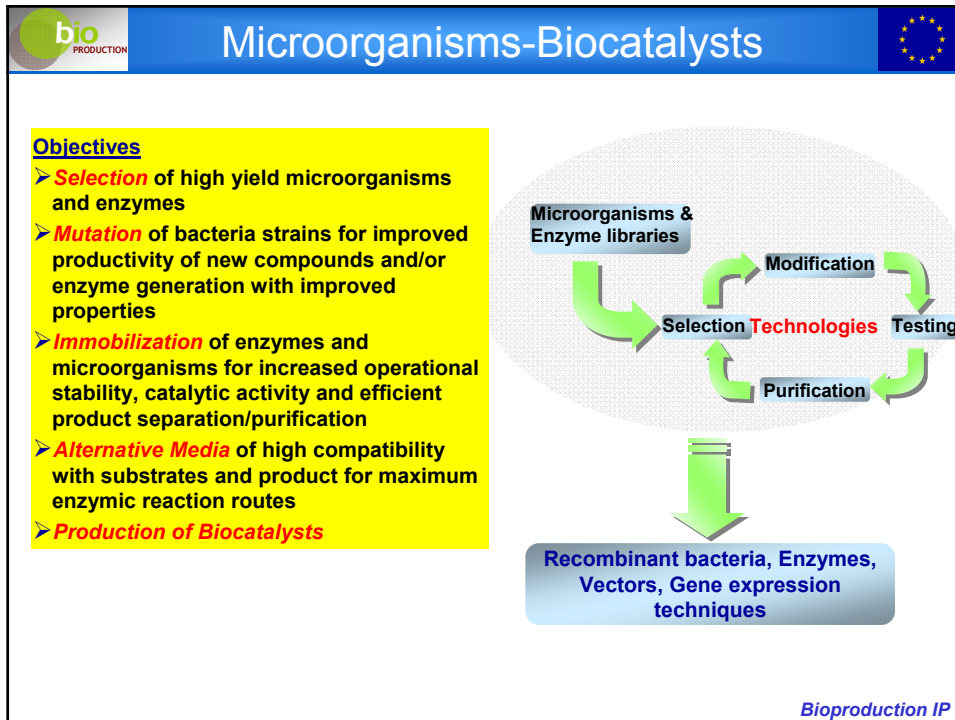 bio
PRODUCTION
Microorganisms-Biocatalysts
Objectives
➢Selection of high yield microorganisms
and enzymes
➢Mutation of bacteria strains for improved
productivity of new compounds and/or
enzyme generation with improved
properties
➢Immobilization of enzymes and
microorganisms for increased operational
stability, catalytic activity and efficient
product separation/purification
➢Alternative Media of high compatibility
with substrates and product for maximum
enzymic reaction routes
➢Production of Biocatalysts
Microorganisms &
Enzyme libraries
Modification
Selection Technologies Testing
Purification
Recombinant bacteria, Enzymes,
Vectors, Gene expression
techniques
Bioproduction IP